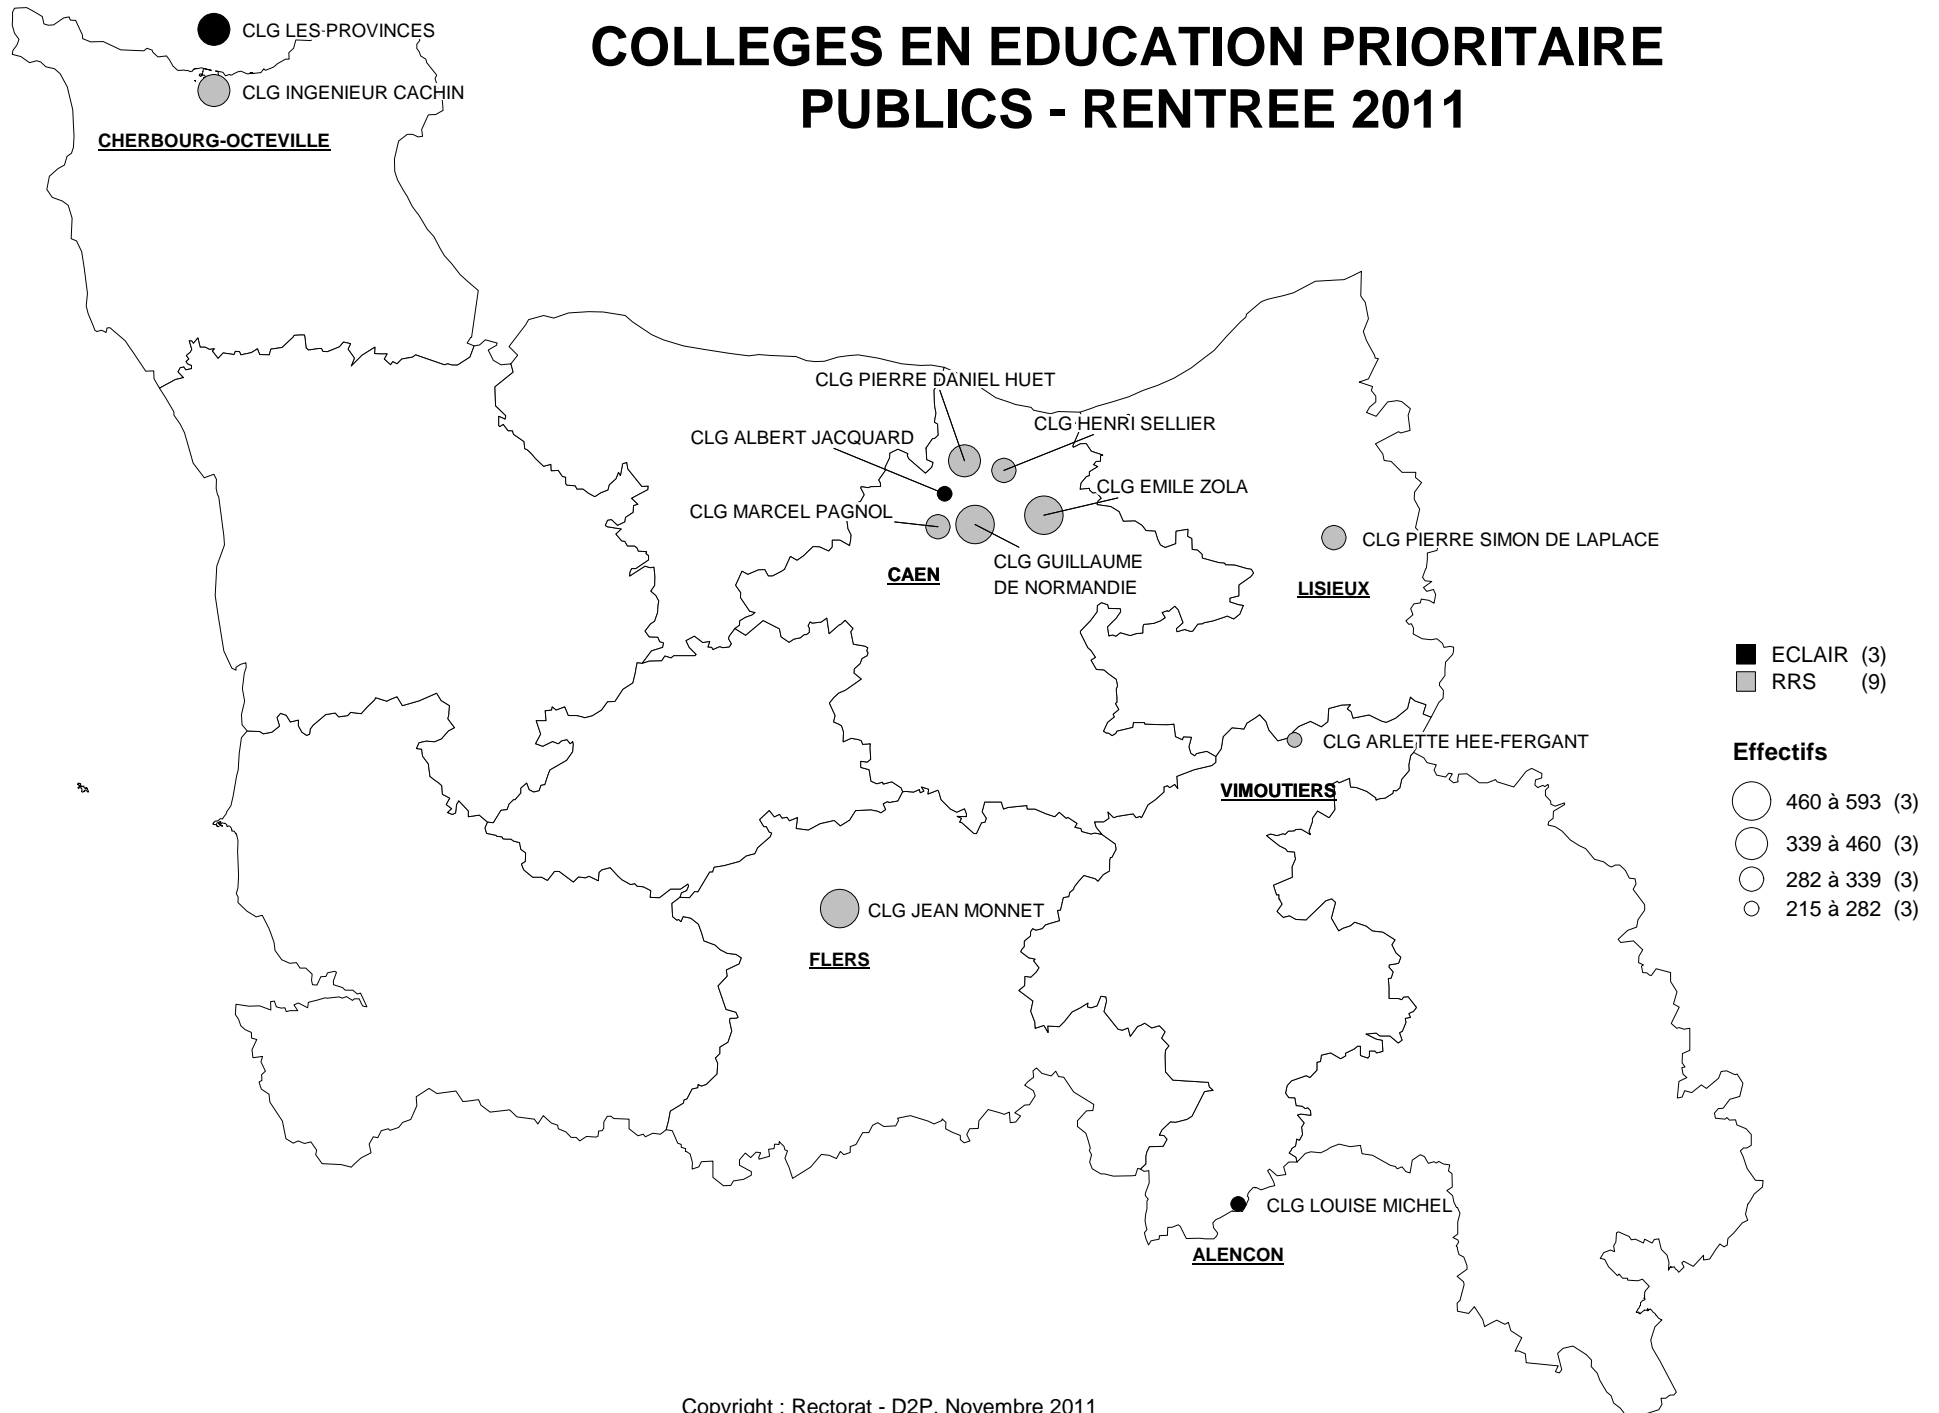 COLLEGES EN EDUCATION PRIORITAIRE
PUBLICS - RENTREE 2011
CLG LES PROVINCES
CLG INGENIEUR CACHIN
CHERBOURG-OCTEVILLE
CLG PIERRE DANIEL HUET
CLG HENRI SELLIER
CLG ALBERT JACQUARD
CLG EMILE ZOLA
CLG MARCEL PAGNOL
CLG PIERRE SIMON DE LAPLACE
CLG GUILLAUME
DE NORMANDIE
CAEN
LISIEUX
ECLAIR (3)
RRS (9)
CLG ARLETTE HEE-FERGANT
VIMOUTIERS
Effectifs
460 à 593 (3)
339 à 460 (3)
282 à 339 (3)
215 à 282 (3)
CLG JEAN MONNET
FLERS
CLG LOUISE MICHEL
ALENCON
Copyright : Rectorat - D2P, Novembre 2011